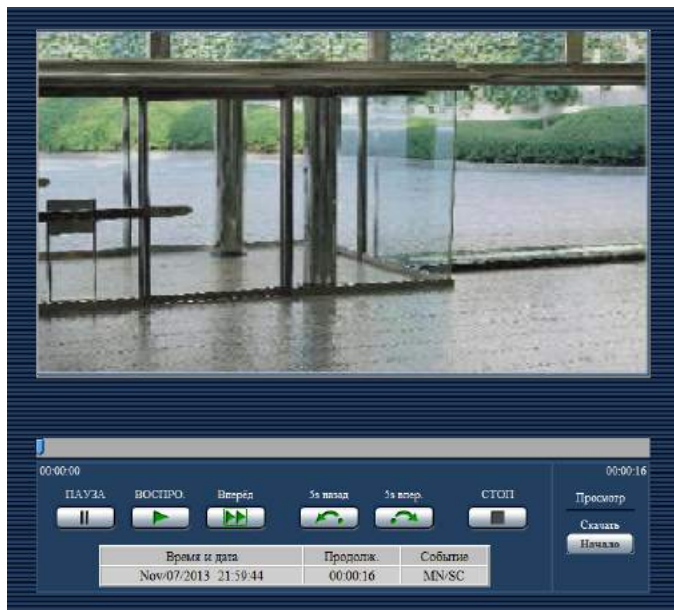 00:00:00 00:00:16
ПАУЗА ВОСПРО. Вперёд 5s назад 5s впер. СТОП Просмотр
Скачать
Начало
Время и дата Продолж. Событие
Nov/07/2013 21:59:44 00:00:16 MN/SC